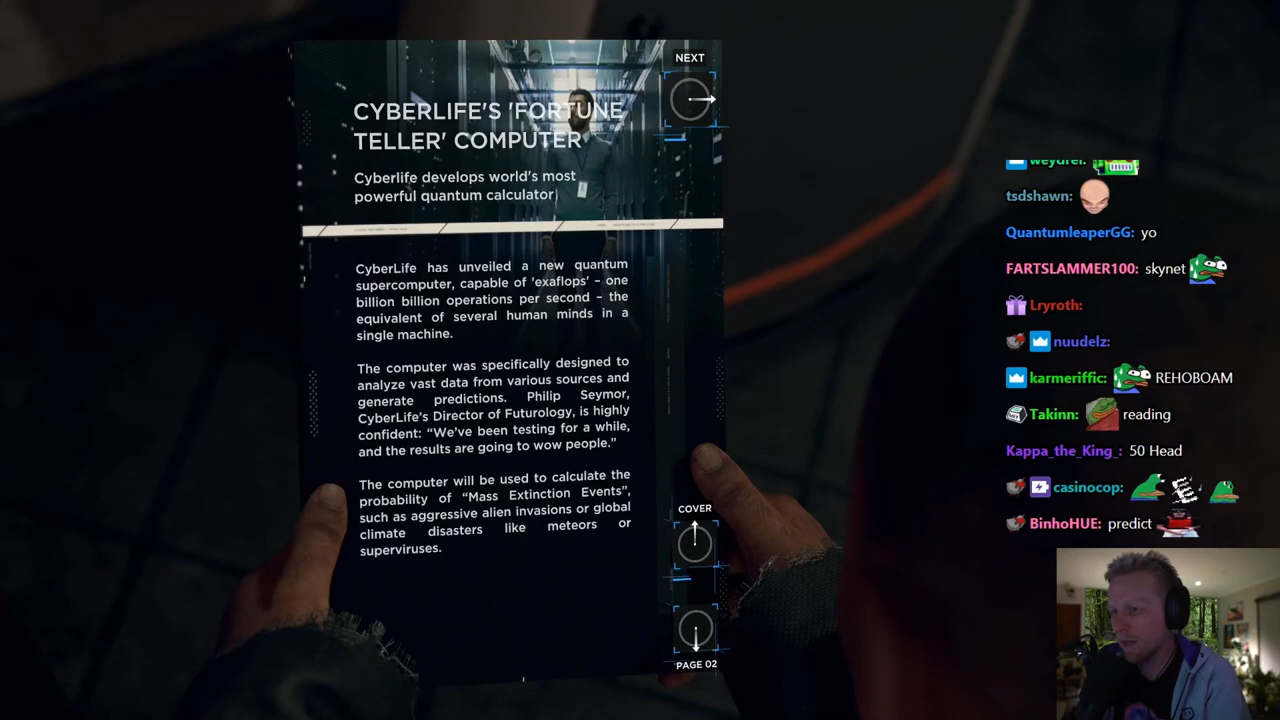 NEXT
CYBERLIFE'S 'FORTUNE
TELLER' COMPUTER
Cyberlife develops world's most
powerful quantum calculator
CyberLife has unveiled a new quantum
supercomputer, capable of 'exaflops' – one
billion billion operations per second – the
equivalent of several human minds in a
single machine.
The computer was specifically designed to
analyze vast data from various sources and
generate predictions. Philip Seymor,
CyberLife's Director of Futurology, is highly
confident: “We've been testing for a while,
and the results are going to wow people.”
The computer will be used to calculate the
probability of “Mass Extinction Events”,
such as aggressive alien invasions or global
climate disasters like meteors or
superviruses.
COVER
PAGE 02
weydrei:
tsdshawn:
QuantumleaperGG: yo
FARTSLAMMER100: skynet
Lryroth:
nuudelz:
karmeriffic: REHOBOAM
Takinn: reading
Kappa_the_King_: 50 Head
casinocop:
BinhoHUE: predict